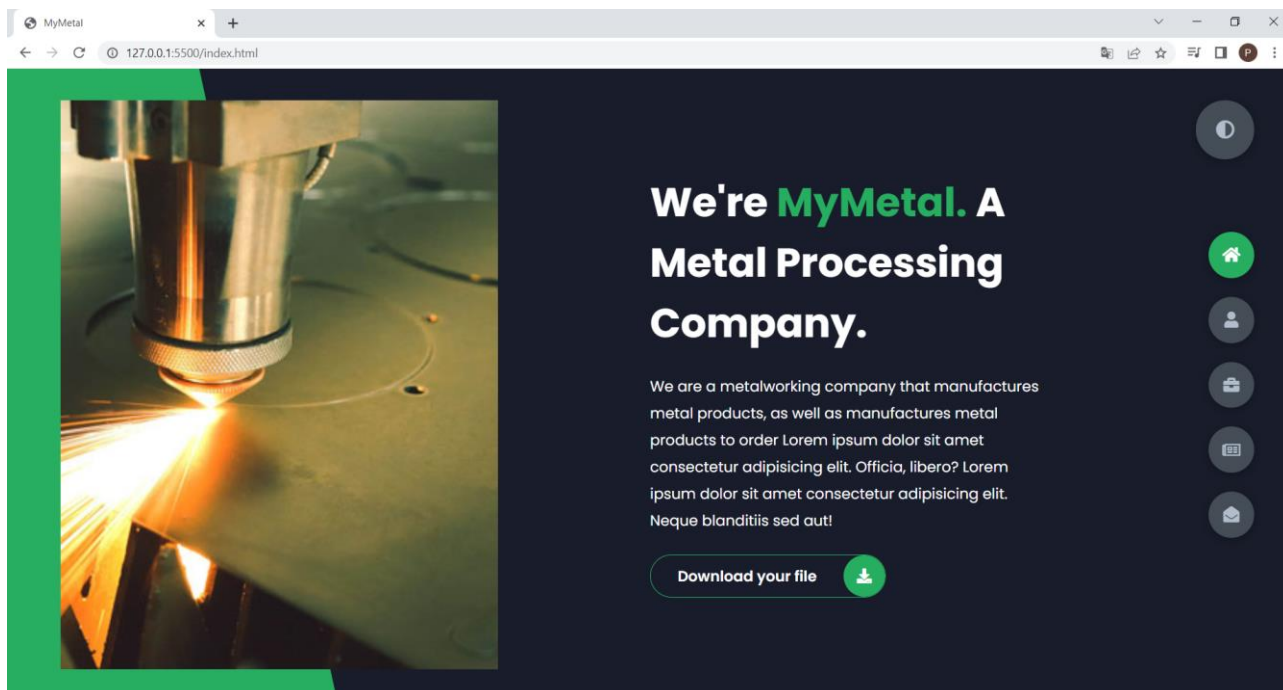 MyMetal
127.0.0.1:5500/index.html
P
We're MyMetal. A
Metal Processing
Company.
We are a metalworking company that manufactures
metal products, as well as manufactures metal
products to order Lorem ipsum dolor sit amet
consectetur adipisicing elit. Officia, libero? Lorem
ipsum dolor sit amet consectetur adipisicing elit.
Neque blanditiis sed aut!
Download your file